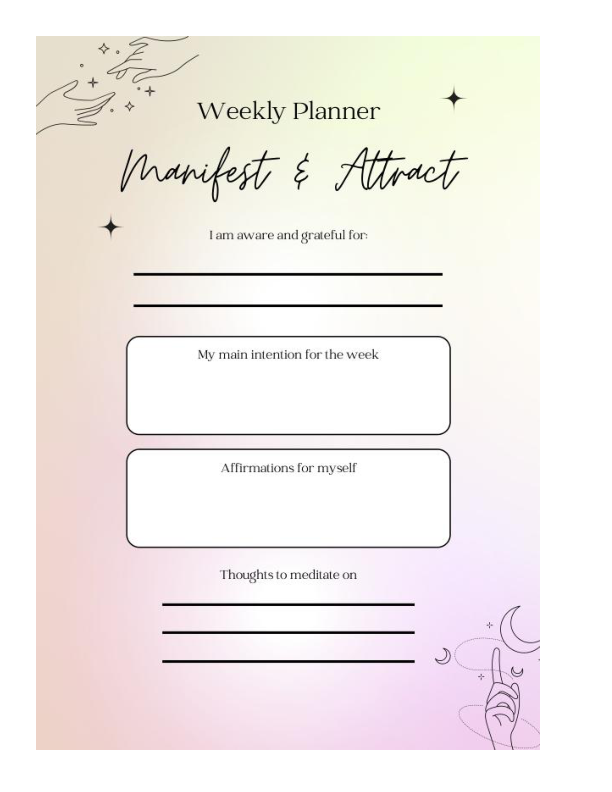 Weekly Planner
Manifest & Attract
I am aware and grateful for:
My main intention for the week
Affirmations for myself
Thoughts to meditate on